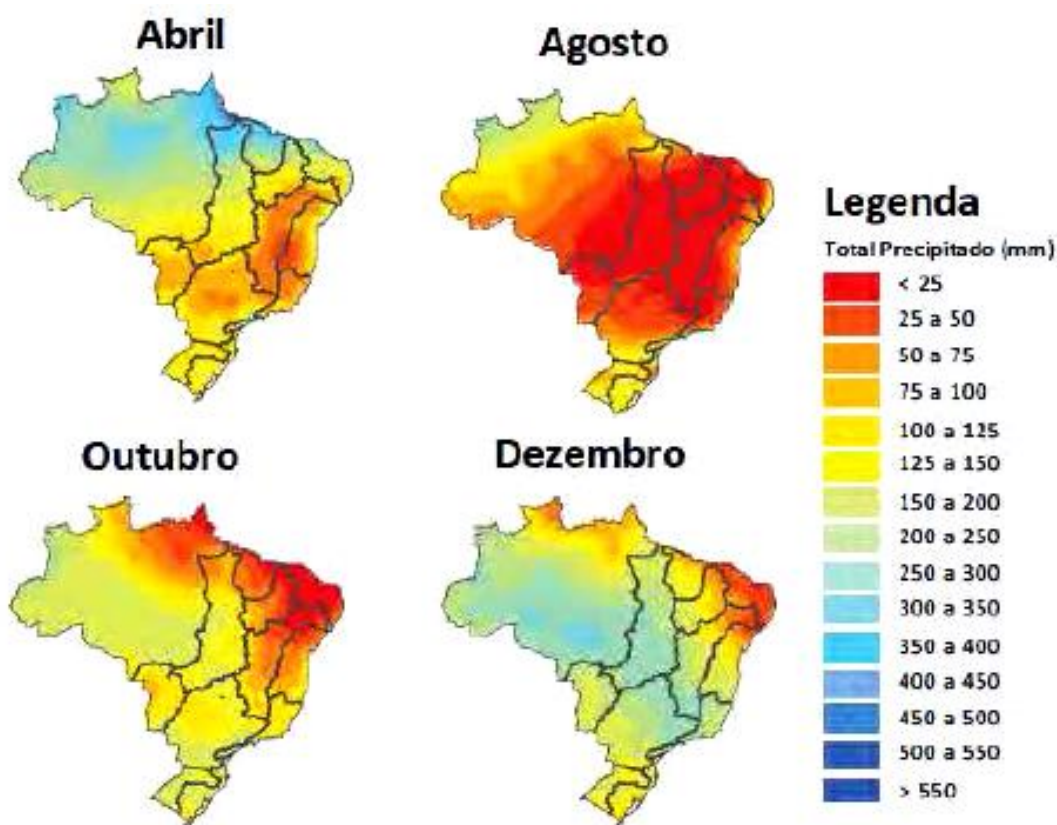 Abril
Agosto
Outubro
Dezembro
Legenda
Total Precipitado (mm)
< 25
25 a 50
50 a 75
75 a 100
100 a 125
125 a 150
150 a 200
200 a 250
250 a 300
300 a 350
350 a 400
400 a 450
450 a 500
500 a 550
> 550